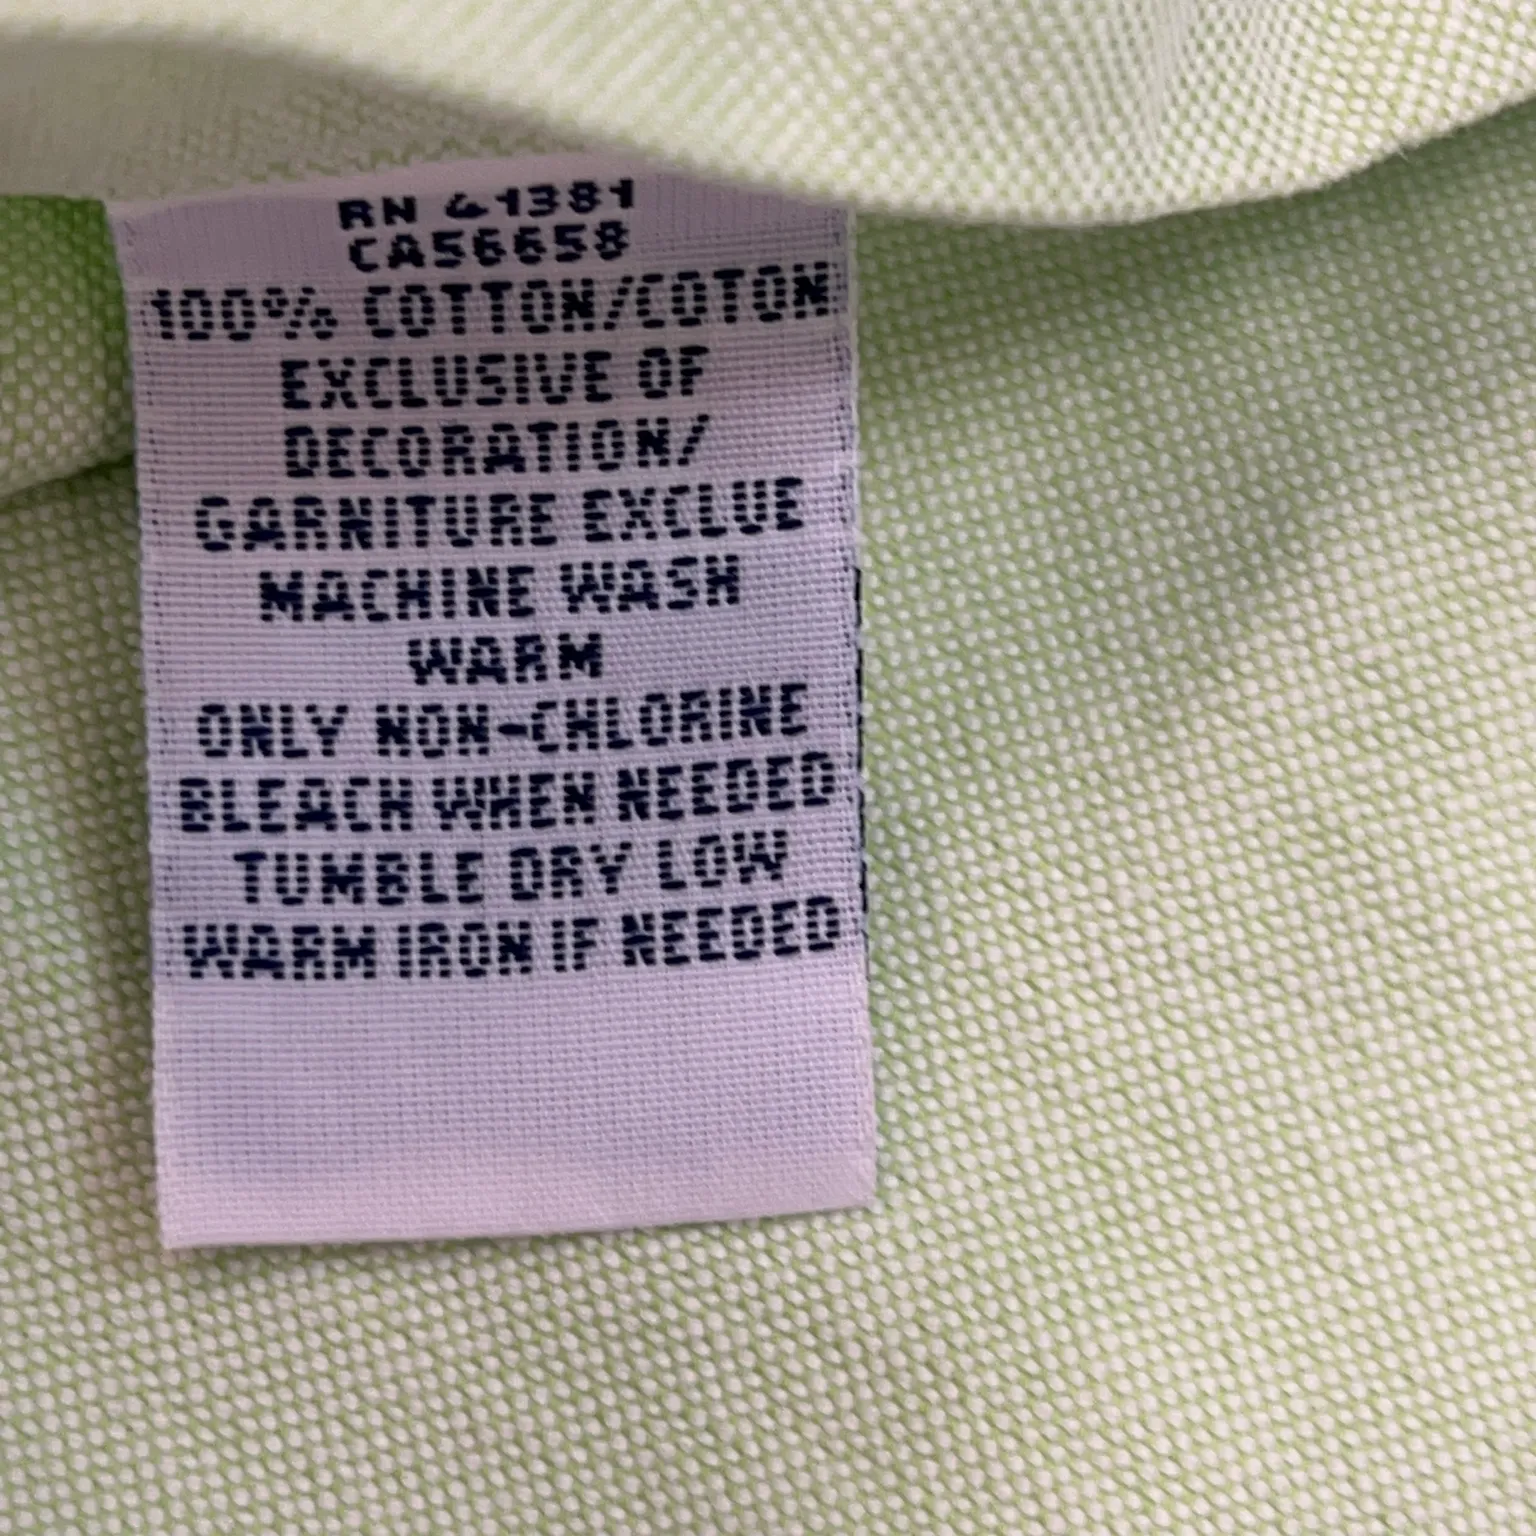 RN 41381
CA56658
100% COTTON/COTON
EXCLUSIVE OF
DECORATION/
GARNITURE EXCLUE
MACHINE WASH
WARM
ONLY NON-CHLORINE
BLEACH WHEN NEEDED
TUMBLE DRY LOW
WARM IRON IF NEEDED